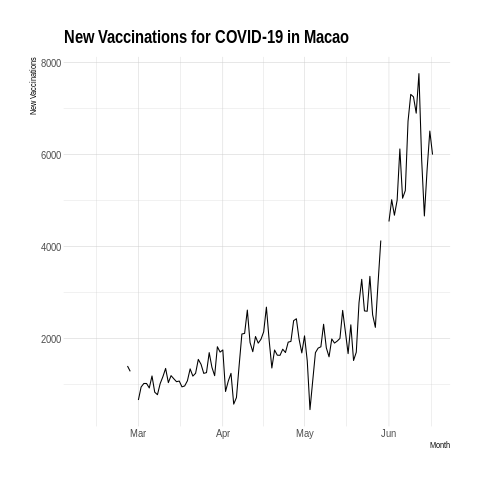 New Vaccinations for COVID-19 in Macao
New Vaccinations
8000
6000
4000
2000
Mar Apr May Jun
Month